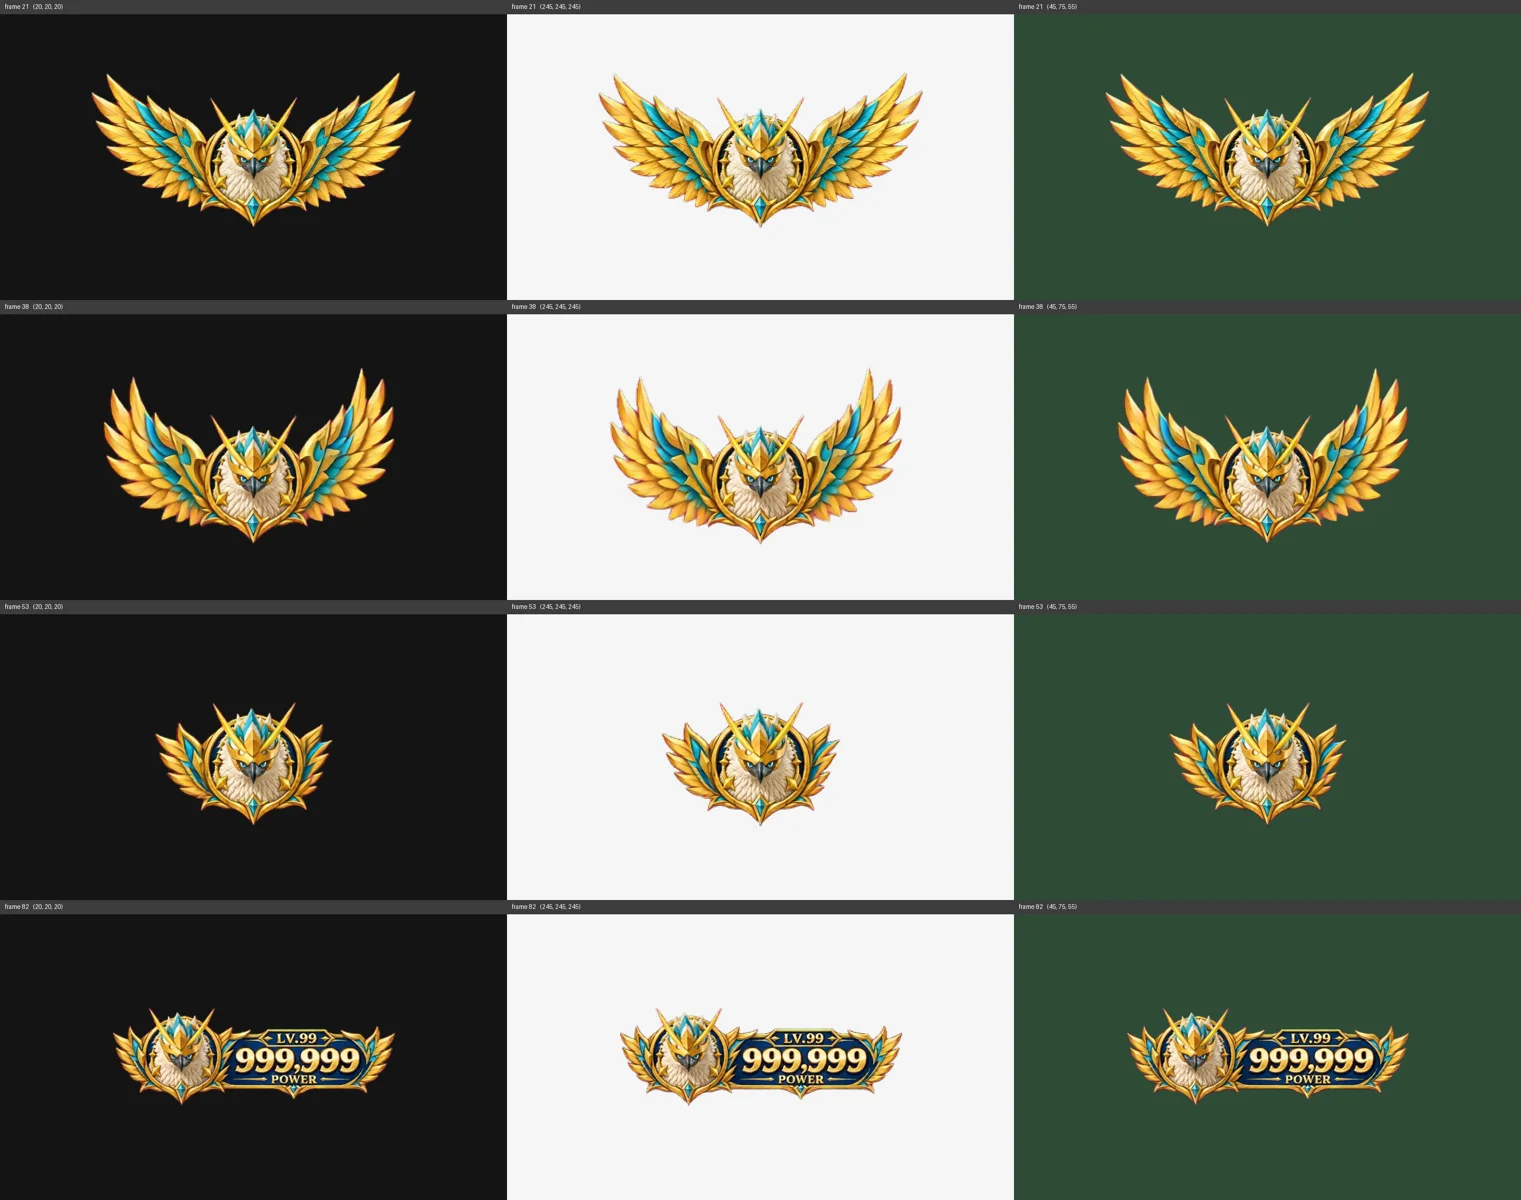 frame 21 (20, 20, 20)
frame 21 (245, 245, 245)
frame 21 (45, 75, 55)
frame 38 (20, 20, 20)
frame 38 (245, 245, 245)
frame 38 (45, 75, 55)
frame 53 (20, 20, 20)
frame 53 (245, 245, 245)
frame 53 (45, 75, 55)
frame 82 (20, 20, 20)
frame 82 (245, 245, 245)
frame 82 (45, 75, 55)
LV.99
999,999
POWER
LV.99
999,999
POWER
LV.99
999,999
POWER